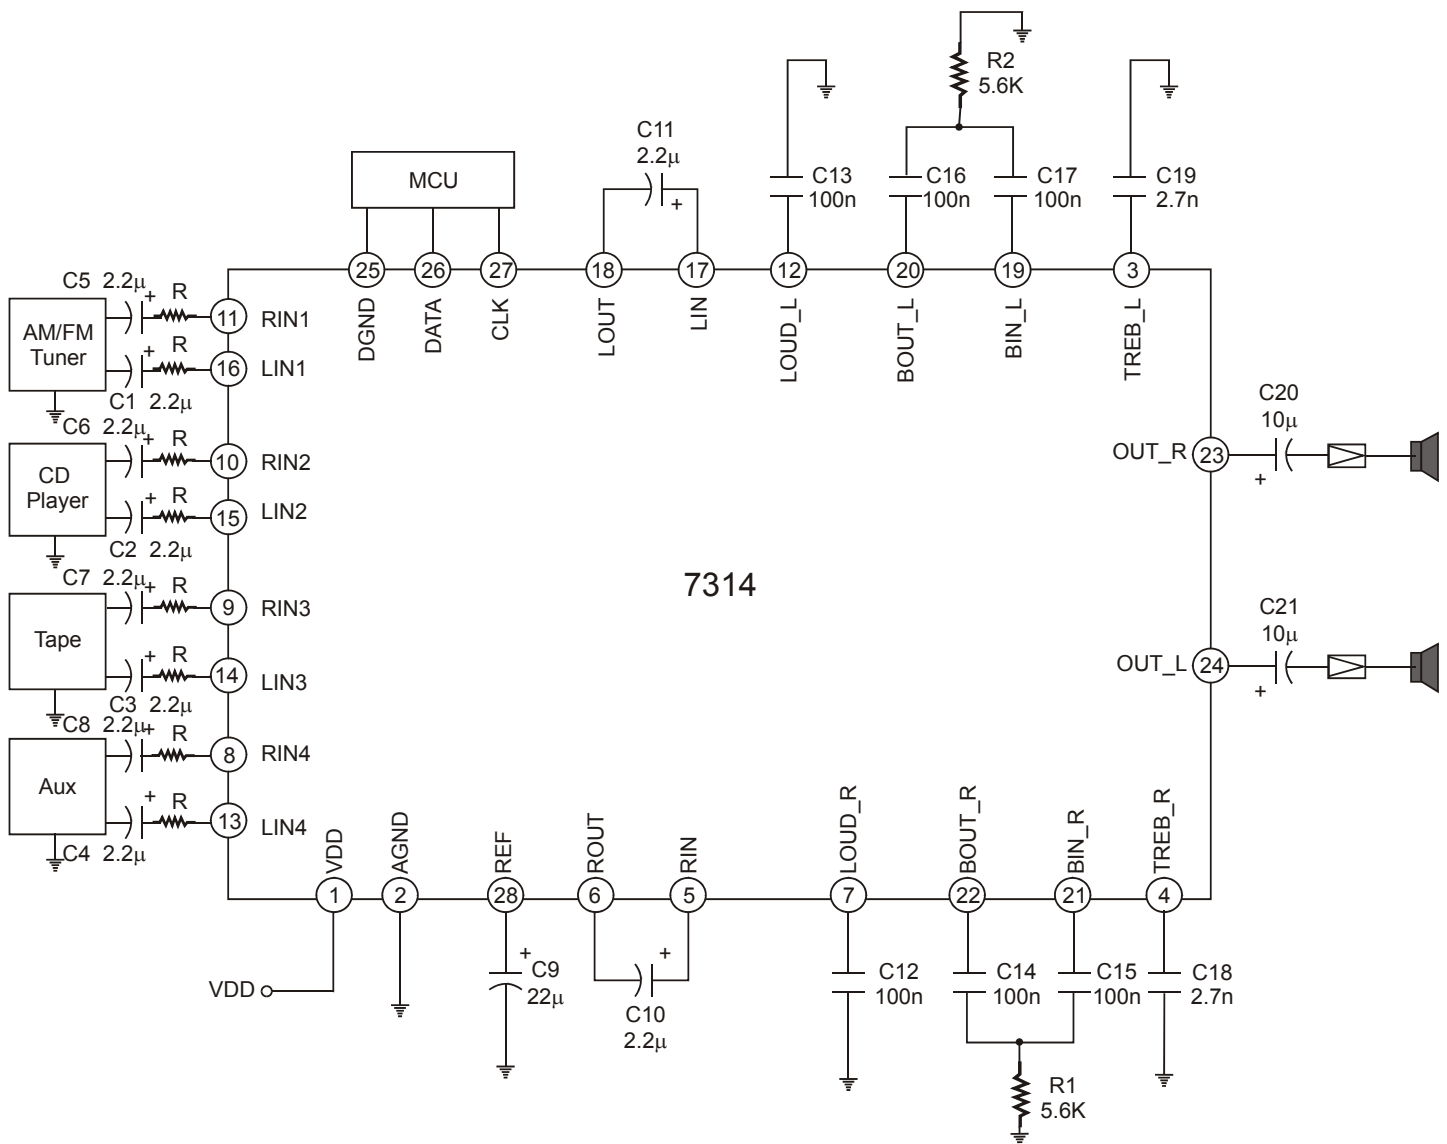 R2
5.6K
C11
2.2µ
MCU
C13
100n
C16
100n
C17
100n
C19
2.7n
25
26
27
18
17
12
20
19
3
DGND
DATA
CLK
LOUT
LIN
LOUD_L
BOUT_L
BIN_L
TREB_L
C5 2.2µ
+
R
AM/FM
Tuner
11
RIN1
+
R
16
LIN1
C1 2.2µ
C6 2.2µ
+
R
CD
Player
10
RIN2
+
R
15
LIN2
C2 2.2µ
C7 2.2µ
+
R
Tape
9
RIN3
+
R
14
LIN3
C3 2.2µ
C8 2.2µ
+
R
Aux
8
RIN4
+
R
13
LIN4
C4 2.2µ
7314
C20
10µ
OUT_R
23
+
C21
10µ
OUT_L
24
+
VDD
AGND
REF
ROUT
RIN
LOUD_R
BOUT_R
BIN_R
TREB_R
1
2
28
6
5
7
22
21
4
VDD
+
C9
22µ
+
C10
2.2µ
C12
100n
C14
100n
C15
100n
C18
2.7n
R1
5.6K
+